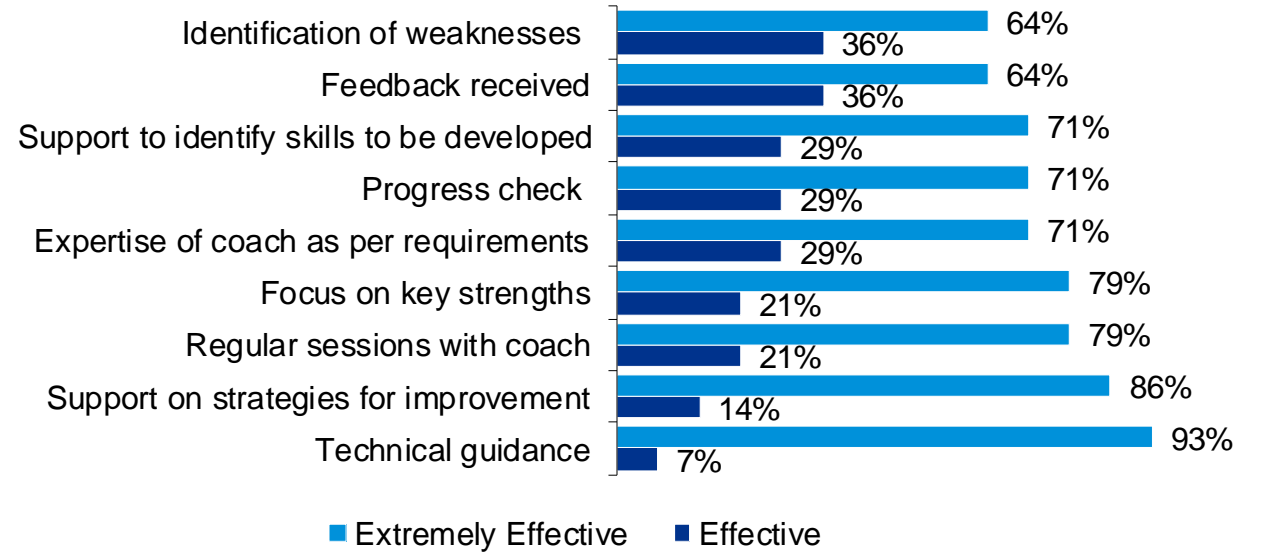 Identification of weaknesses 64%
36%
Feedback received 64%
36%
Support to identify skills to be developed 71%
29%
Progress check 71%
29%
Expertise of coach as per requirements 71%
29%
Focus on key strengths 79%
21%
Regular sessions with coach 79%
21%
Support on strategies for improvement 86%
14%
Technical guidance 93%
7%
Extremely Effective Effective